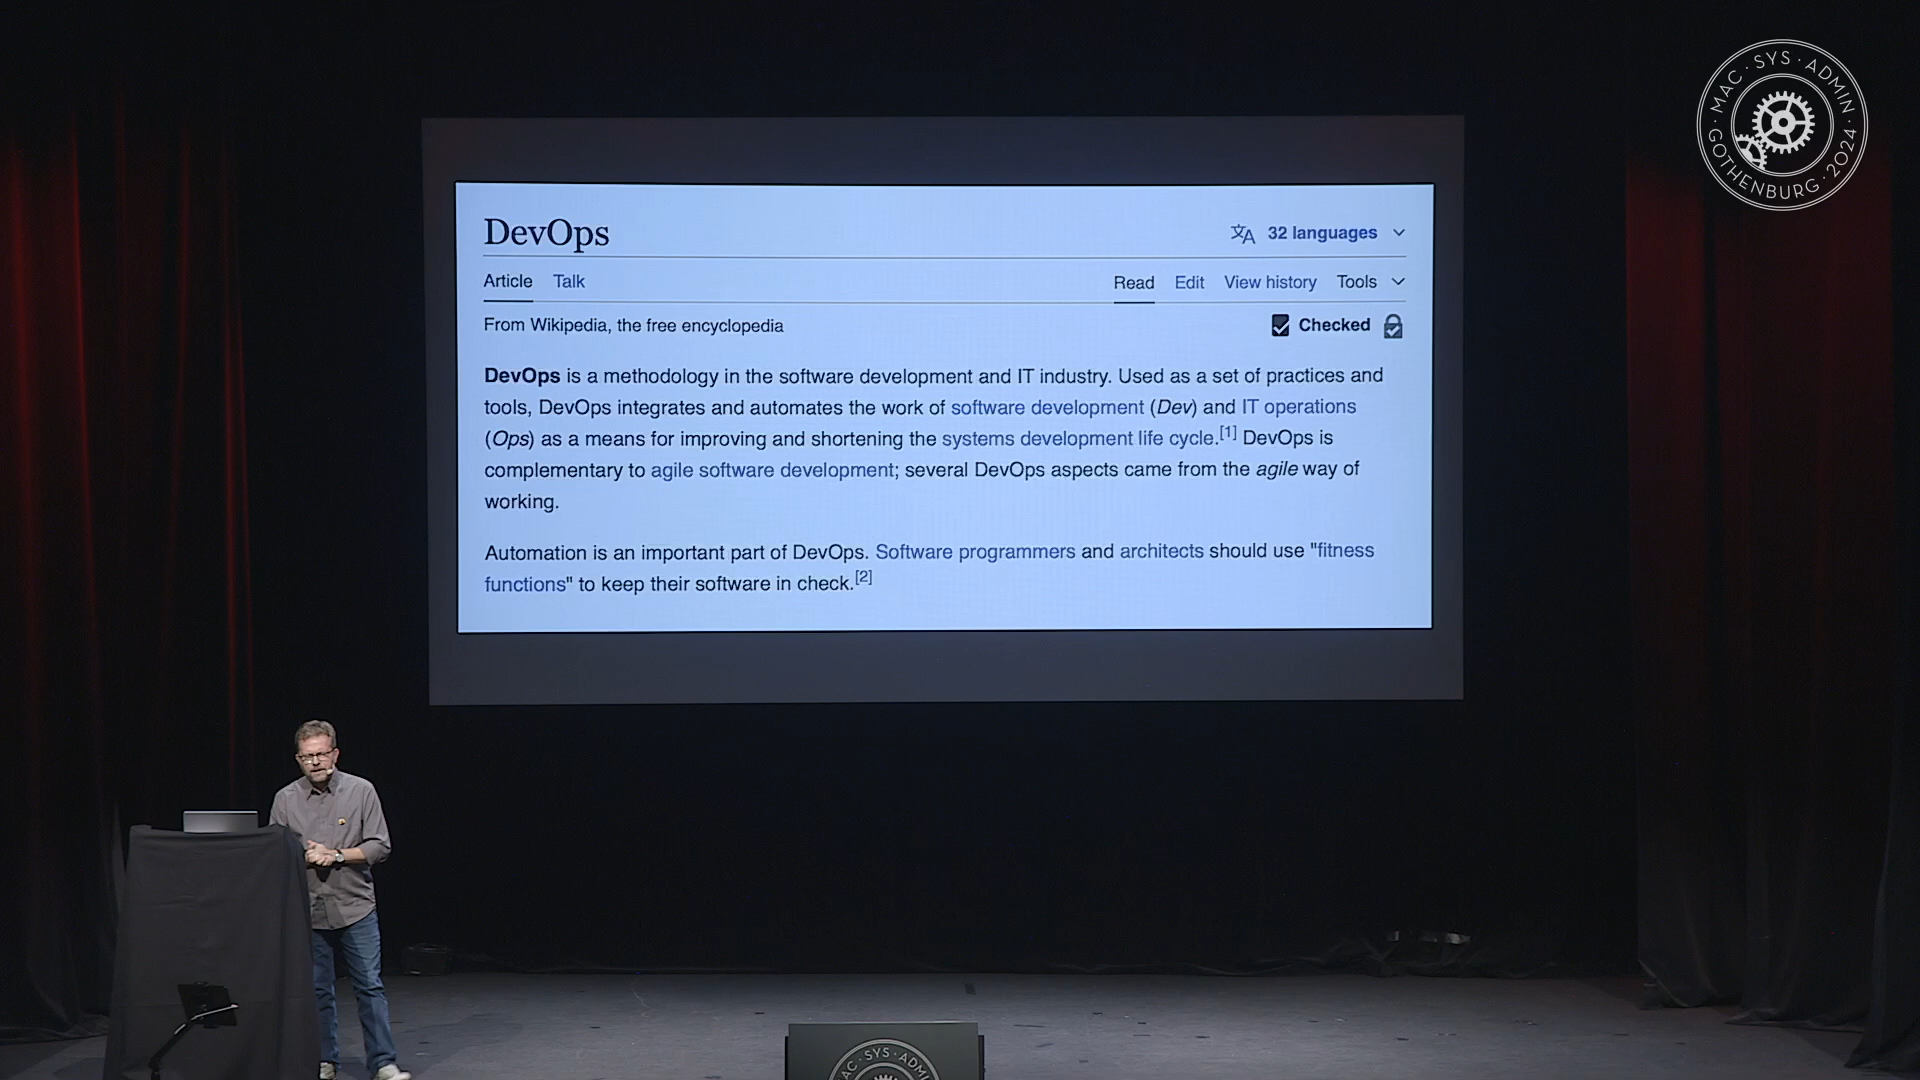 MAC · SYS · ADMIN
· GOTHENBURG · 2024 ·
DevOps
32 languages
Article Talk
Read Edit View history Tools
From Wikipedia, the free encyclopedia
Checked
DevOps is a methodology in the software development and IT industry. Used as a set of practices and
tools, DevOps integrates and automates the work of software development (Dev) and IT operations
(Ops) as a means for improving and shortening the systems development life cycle.[1] DevOps is
complementary to agile software development; several DevOps aspects came from the agile way of
working.
Automation is an important part of DevOps. Software programmers and architects should use "fitness
functions" to keep their software in check.[2]
AC · SYS · ADMI